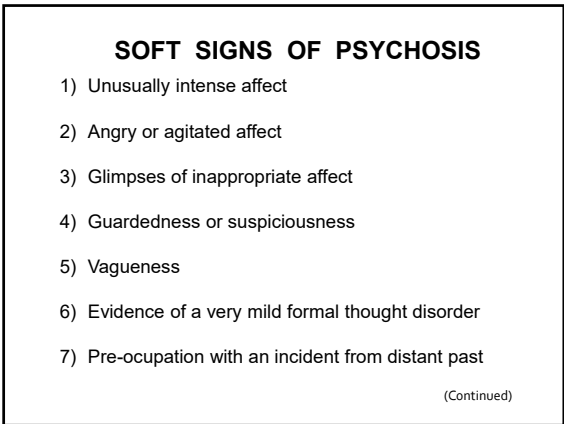 SOFT SIGNS OF PSYCHOSIS
1) Unusually intense affect
2) Angry or agitated affect
3) Glimpses of inappropriate affect
4) Guardedness or suspiciousness
5) Vagueness
6) Evidence of a very mild formal thought disorder
7) Pre-ocupation with an incident from distant past
(Continued)